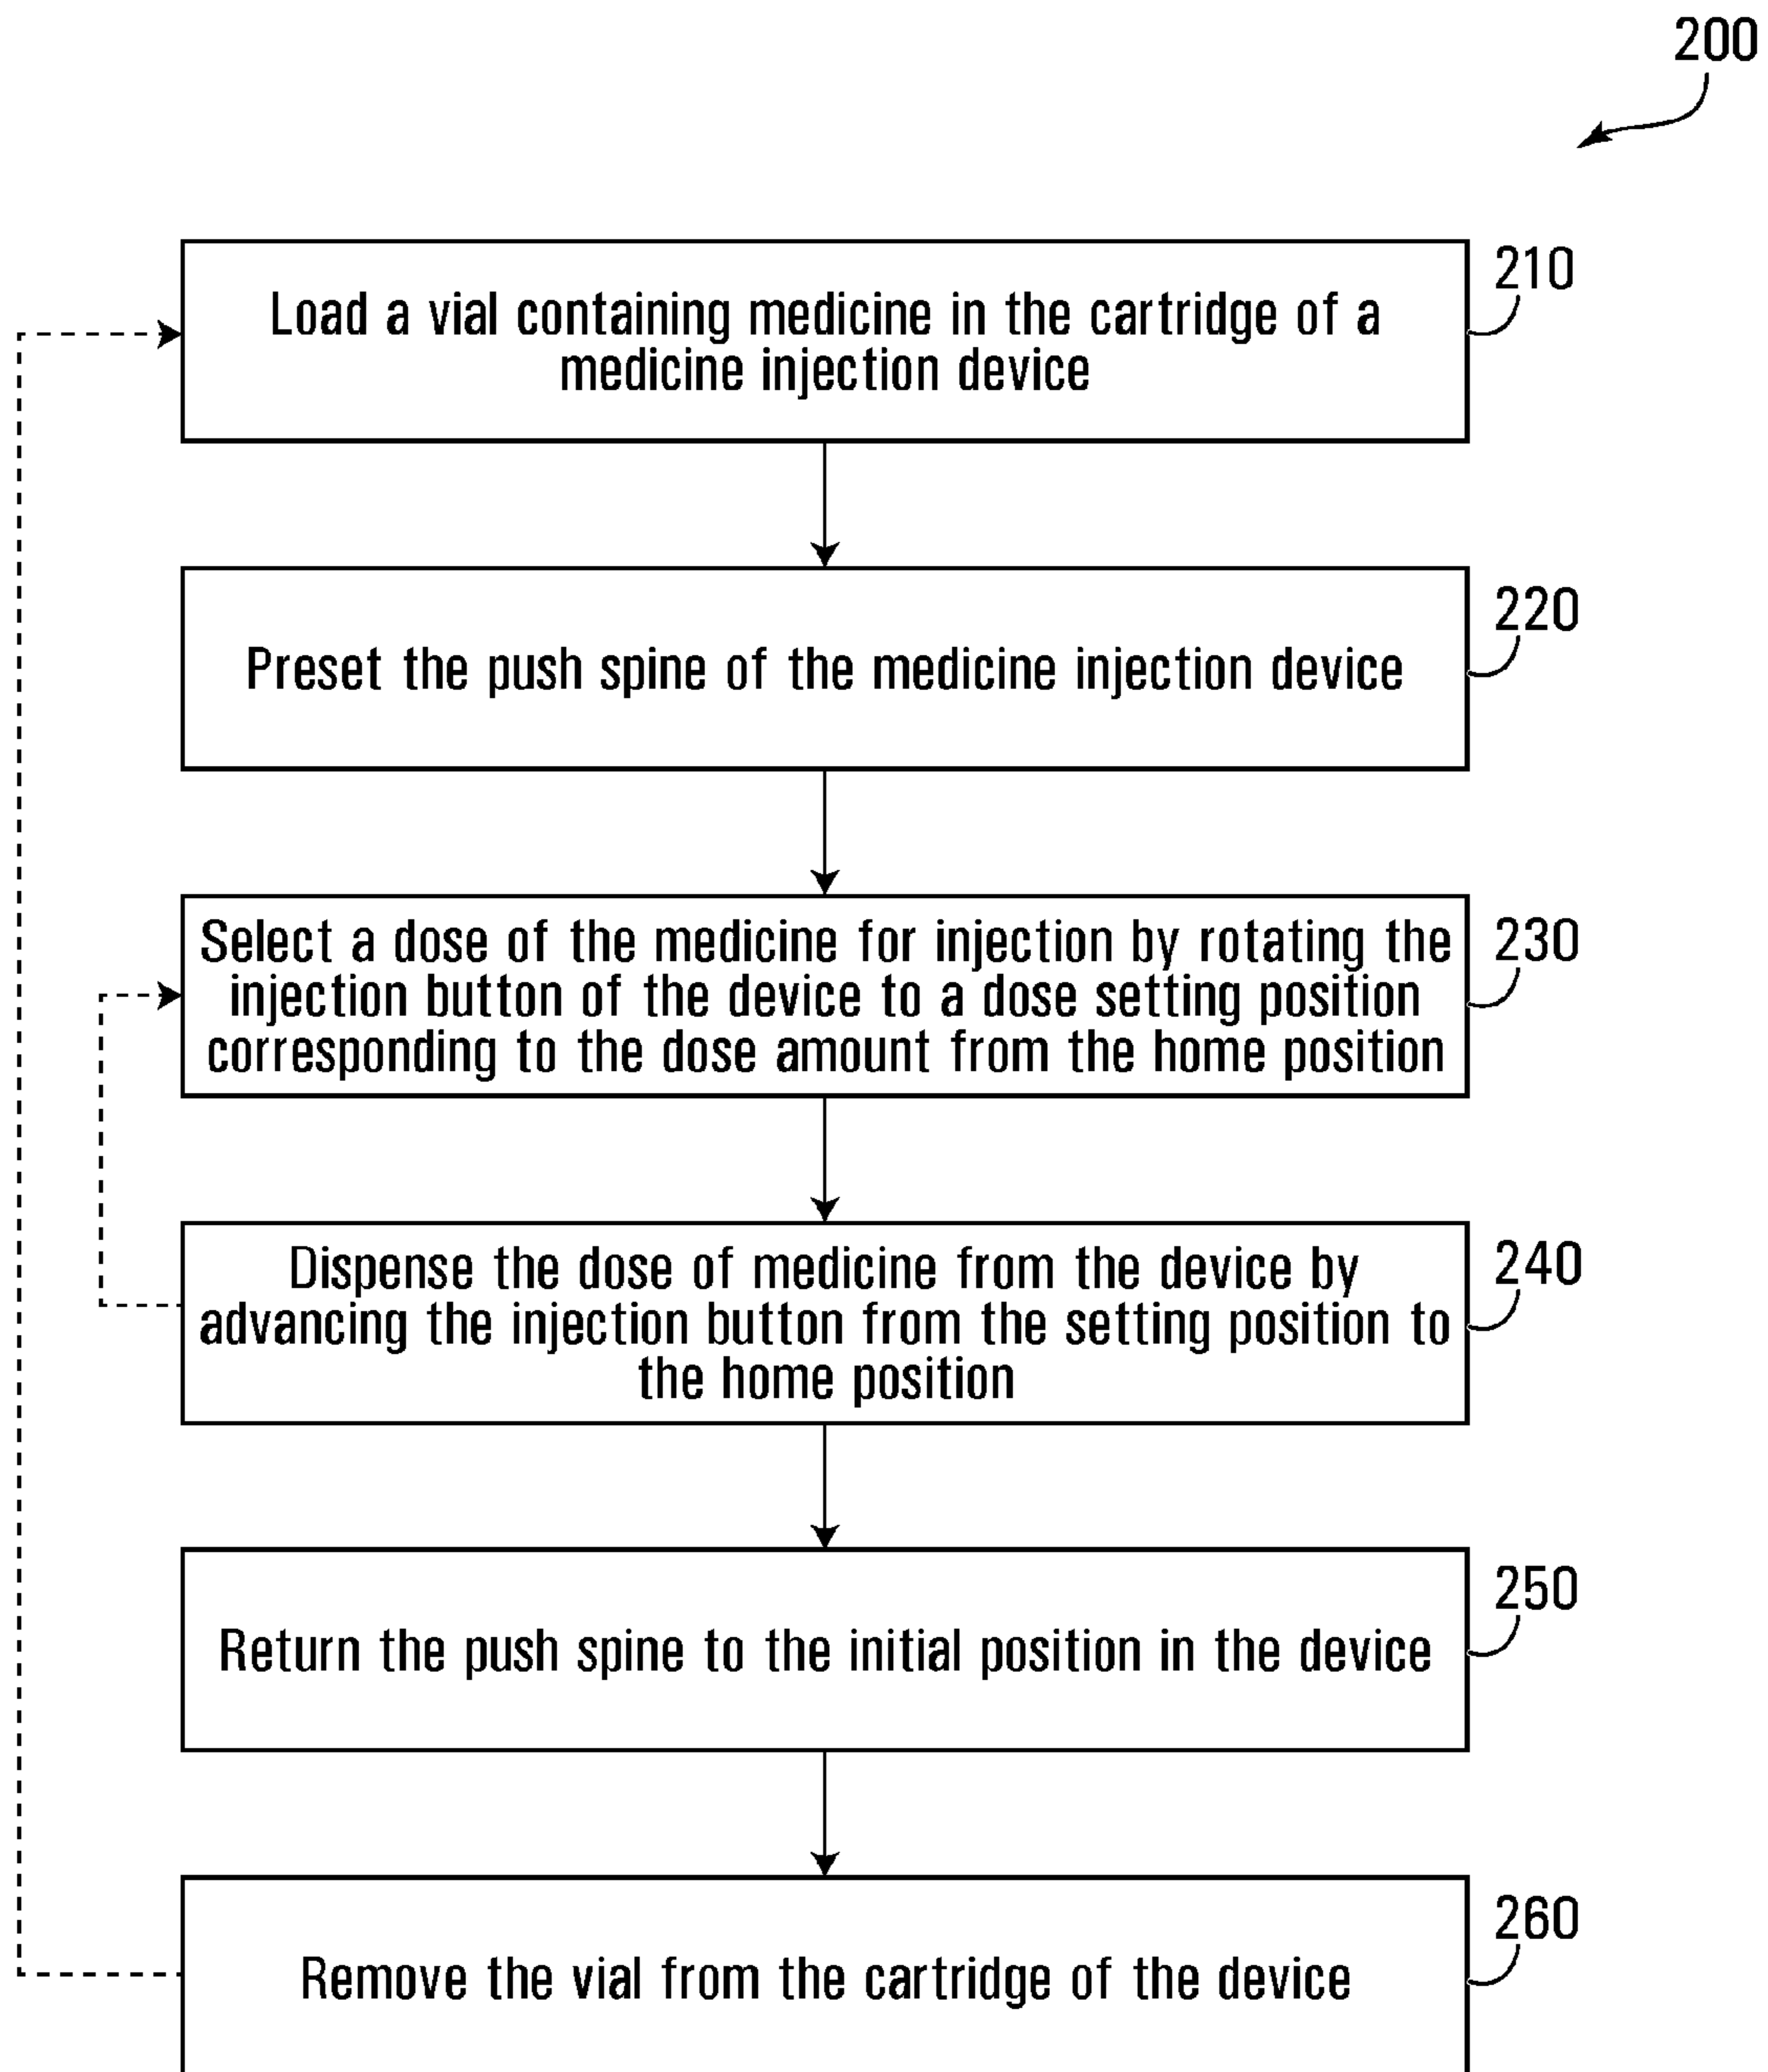 200
210
Load a vial containing medicine in the cartridge of a
medicine injection device
220
Preset the push spine of the medicine injection device
230
Select a dose of the medicine for injection by rotating the
injection button of the device to a dose setting position
corresponding to the dose amount from the home position
240
Dispense the dose of medicine from the device by
advancing the injection button from the setting position to
the home position
250
Return the push spine to the initial position in the device
260
Remove the vial from the cartridge of the device